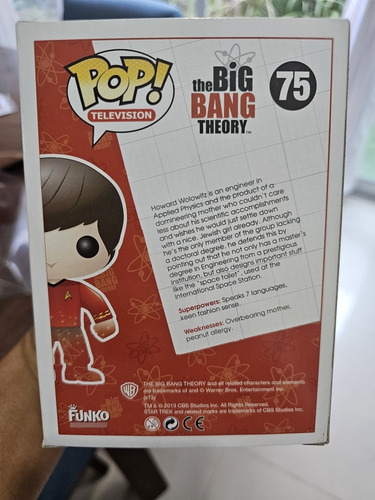 POP!
TELEVISION
the BiG
BANG
THEORY™
75
Howard Wolowitz is an engineer in
Applied Physics and the product of a
domineering mother who couldn't care
less about his scientific accomplishments
and wishes he would just settle down
with a nice, Jewish girl already. Although
he's the only member of the group lacking
a doctoral degree, he defends this by
pointing out that he not only has a master's
degree in Engineering from a prestigious
institution, but also designs important stuff
like the "space toilet", used at the
International Space Station.
Superpowers: Speaks 7 languages,
keen fashion sense.
Weaknesses: Overbearing mother,
peanut allergy.
THE BIG BANG THEORY and all related characters and elements
are trademarks of and © Warner Bros. Entertainment Inc.
(s13)
TM & © 2013 CBS Studios Inc. All Rights Reserved.
STAR TREK and related marks are trademarks of CBS Studios Inc.
WB
FUNKO
CE